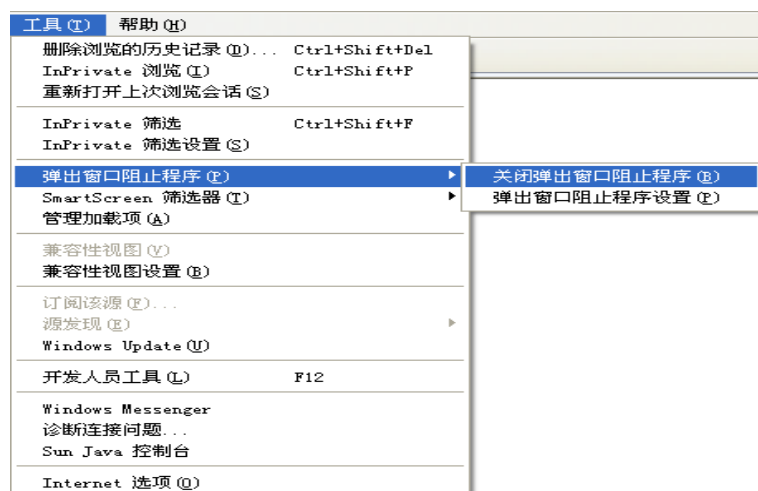 工具(T) 帮助(H)
删除浏览的历史记录(D)... Ctrl+Shift+Del
InPrivate 浏览(I) Ctrl+Shift+P
重新打开上次浏览会话(S)
InPrivate 筛选 Ctrl+Shift+F
InPrivate 筛选设置(S)
弹出窗口阻止程序(P) 关闭弹出窗口阻止程序(B)
SmartScreen 筛选器(T) 弹出窗口阻止程序设置(P)
管理加载项(A)
兼容性视图(V)
兼容性视图设置(B)
订阅该源(F)...
源发现(E)
Windows Update(U)
开发人员工具(L) F12
Windows Messenger
诊断连接问题...
Sun Java 控制台
Internet 选项(O)